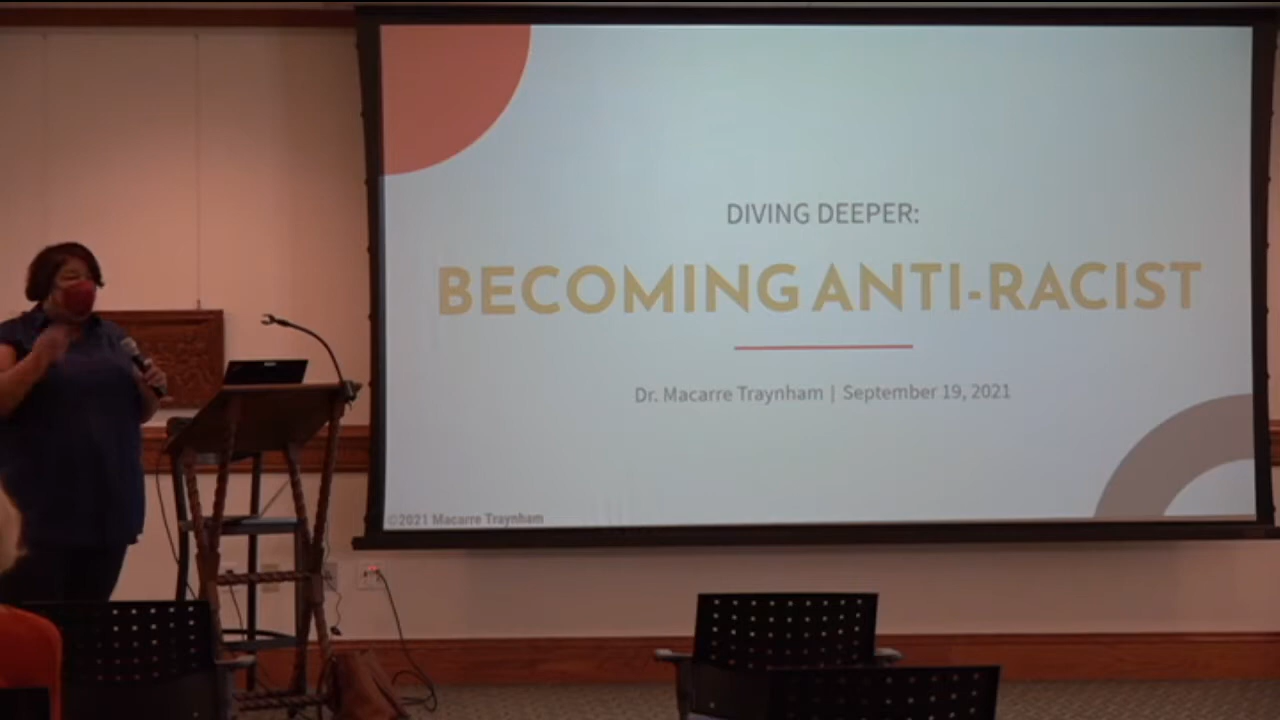 DIVING DEEPER:
BECOMING ANTI-RACIST
Dr. Macarre Traynham | September 19, 2021
©2021 Macarre Traynham